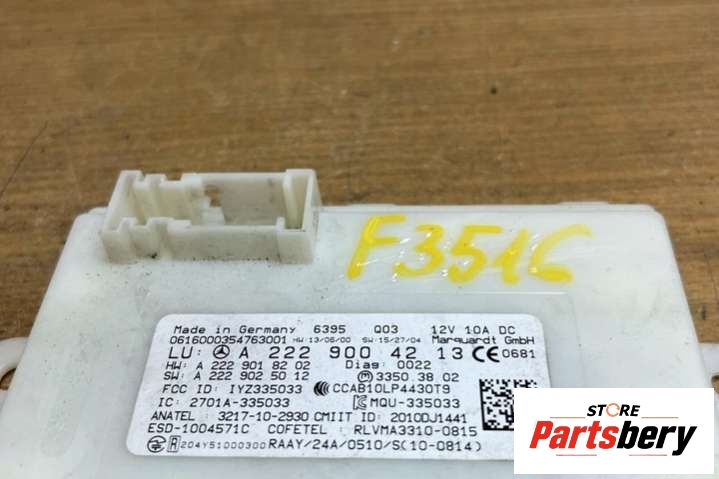 F3516
Made in Germany 6395 Q03 12V 10A DC
0616000354763001 HW:13/06/00 SW:15/27/04 Marquardt GmbH
LU: A 222 900 42 13 CE 0681
HW: A 222 901 82 02 Diag: 0022
SW: A 222 902 50 12 3350.38.02
FCC ID: IYZ335033 CCAB10LP4430T9
IC: 2701A-335033 MQU-335033
ANATEL : 3217-10-2930 CMIIT ID: 2010DJ1441
ESD-1004571C COFETEL : RLVMA3310-0815
R 204Y51000300 RAAY/24A/0510/S(10-0814)
STORE
Partsbery